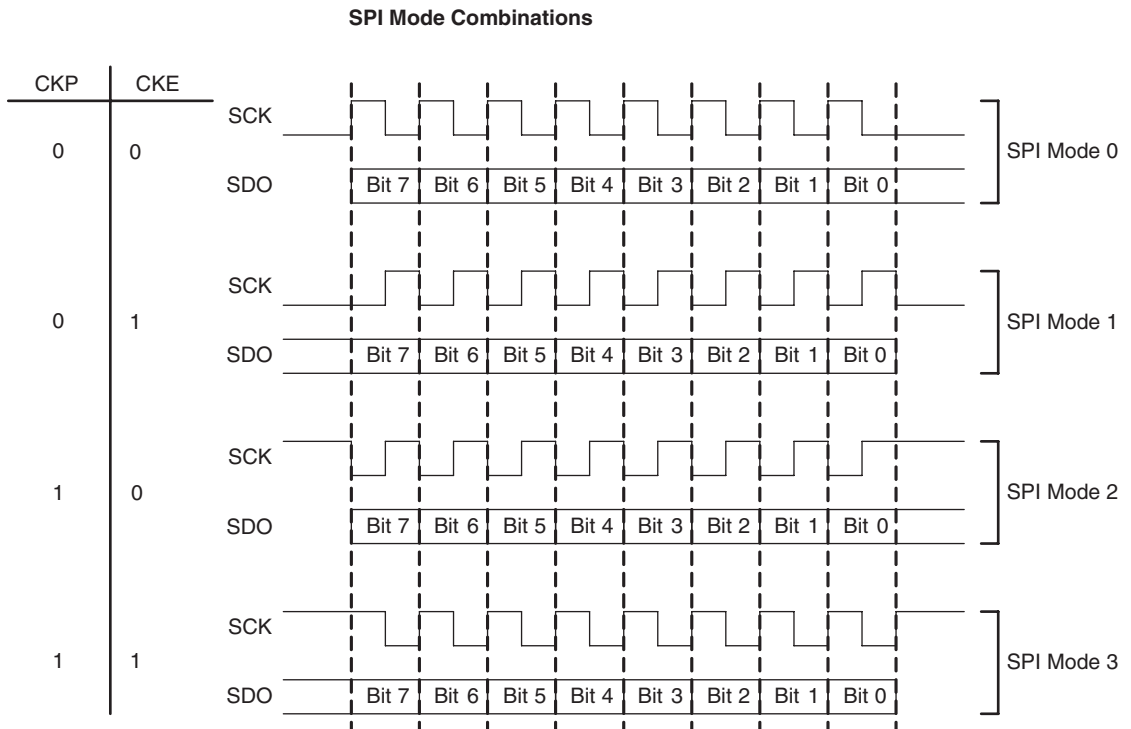 SPI Mode Combinations
CKP CKE
SCK
0 0 SPI Mode 0
SDO Bit 7 Bit 6 Bit 5 Bit 4 Bit 3 Bit 2 Bit 1 Bit 0
SCK
0 1 SPI Mode 1
SDO Bit 7 Bit 6 Bit 5 Bit 4 Bit 3 Bit 2 Bit 1 Bit 0
SCK
1 0 SPI Mode 2
SDO Bit 7 Bit 6 Bit 5 Bit 4 Bit 3 Bit 2 Bit 1 Bit 0
SCK
1 1 SPI Mode 3
SDO Bit 7 Bit 6 Bit 5 Bit 4 Bit 3 Bit 2 Bit 1 Bit 0